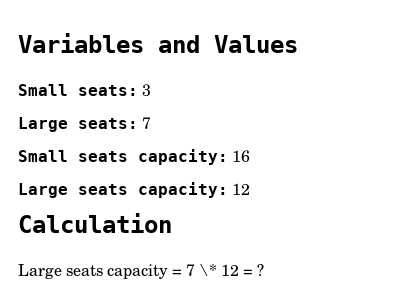 Variables and Values
Small seats: 3
Large seats: 7
Small seats capacity: 16
Large seats capacity: 12
Calculation
Large seats capacity = 7 \* 12 = ?